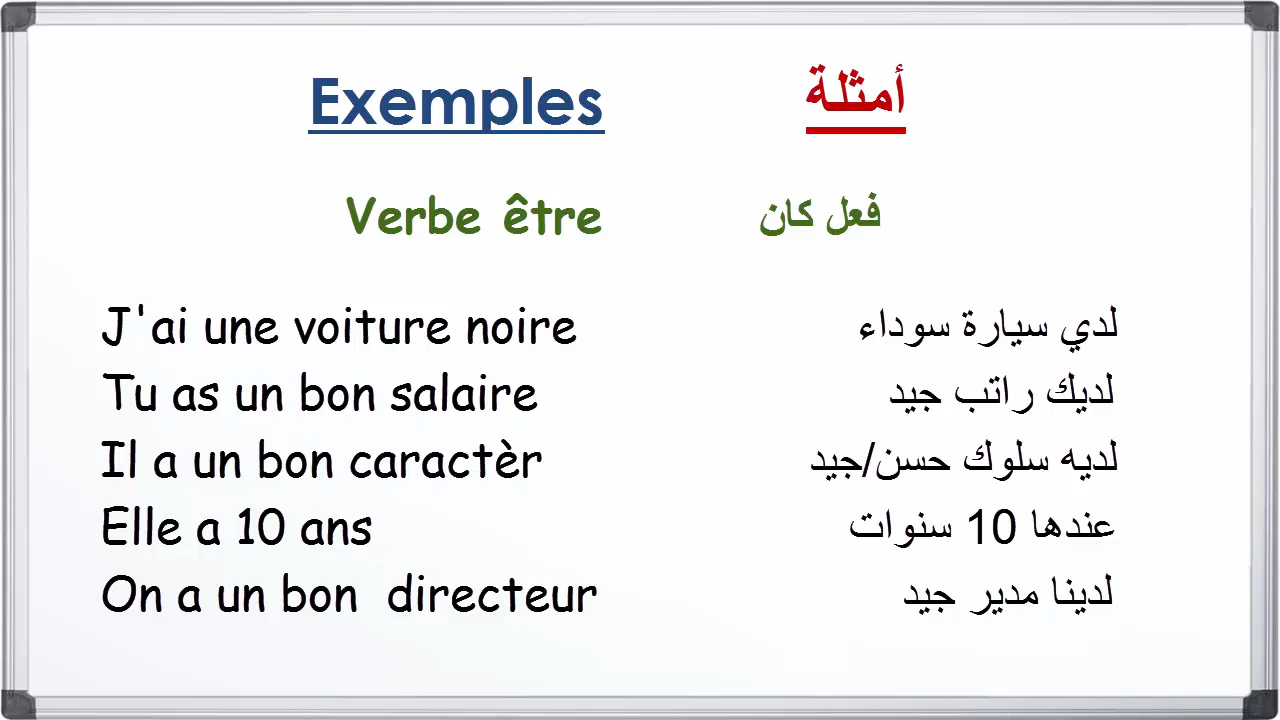 Exemples أمثلة
Verbe être فعل كان
J'ai une voiture noire لدي سيارة سوداء
Tu as un bon salaire لديك راتب جيد
Il a un bon caractèr لديه سلوك حسن/جيد
Elle a 10 ans عندها 10 سنوات
On a un bon directeur لدينا مدير جيد